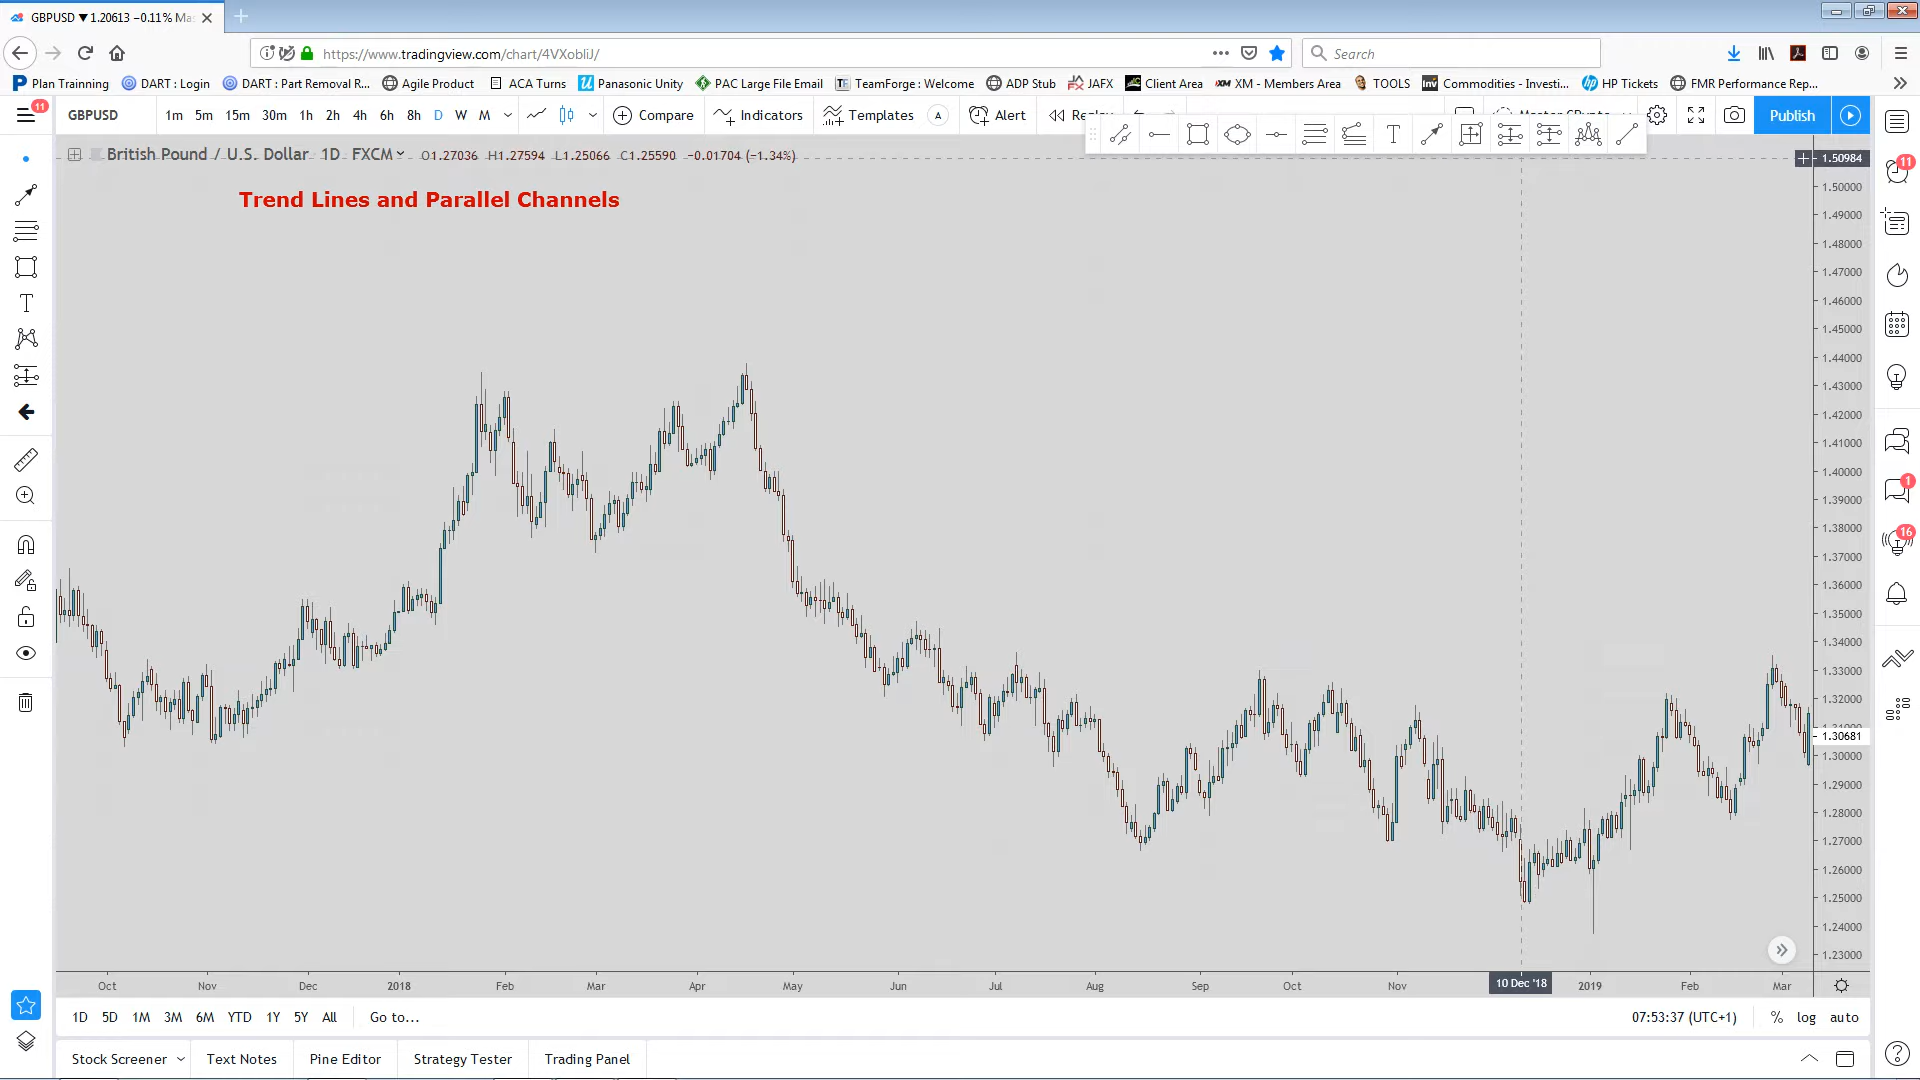 GBPUSD ▼ 1.20613 −0.11% Ma
https://www.tradingview.com/chart/4VXobliJ/
Search
Plan Trainning DART : Login DART : Part Removal R... Agile Product ACA Turns Panasonic Unity PAC Large File Email TeamForge : Welcome ADP Stub JAFX Client Area XM - Members Area TOOLS Commodities - Investi... HP Tickets FMR Performance Rep...
11
GBPUSD 1m 5m 15m 30m 1h 2h 4h 6h 8h D W M Compare Indicators Templates A Alert Publish
British Pound / U.S. Dollar 1D FXCM O1.27036 H1.27594 L1.25066 C1.25590 −0.01704 (−1.34%)
T
1.50984
11
Trend Lines and Parallel Channels
1.50000
1.49000
1.48000
1.47000
1.46000
1.45000
1.44000
1.43000
1.42000
1.41000
1.40000
1.39000
1.38000
1.37000
1.36000
1.35000
1.34000
1.33000
1.32000
1.31000
1.30681
1.30000
1.29000
1.28000
1.27000
1.26000
1.25000
1.24000
1.23000
T
1
16
Oct Nov Dec 2018 Feb Mar Apr May Jun Jul Aug Sep Oct Nov 10 Dec '18 2019 Feb Mar
1D 5D 1M 3M 6M YTD 1Y 5Y All Go to... 07:53:37 (UTC+1) % log auto
Stock Screener Text Notes Pine Editor Strategy Tester Trading Panel